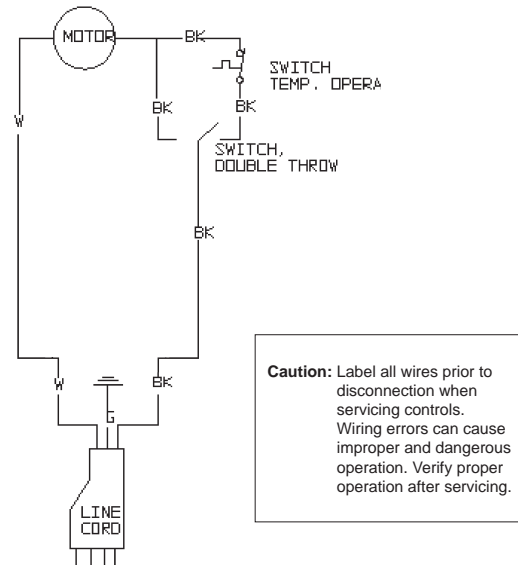 MOTOR
BK
SWITCH
TEMP. OPERA
BK
BK
W
SWITCH,
DOUBLE THROW
BK
W
BK
G
Caution: Label all wires prior to
disconnection when
servicing controls.
Wiring errors can cause
improper and dangerous
operation. Verify proper
operation after servicing.
LINE
CORD